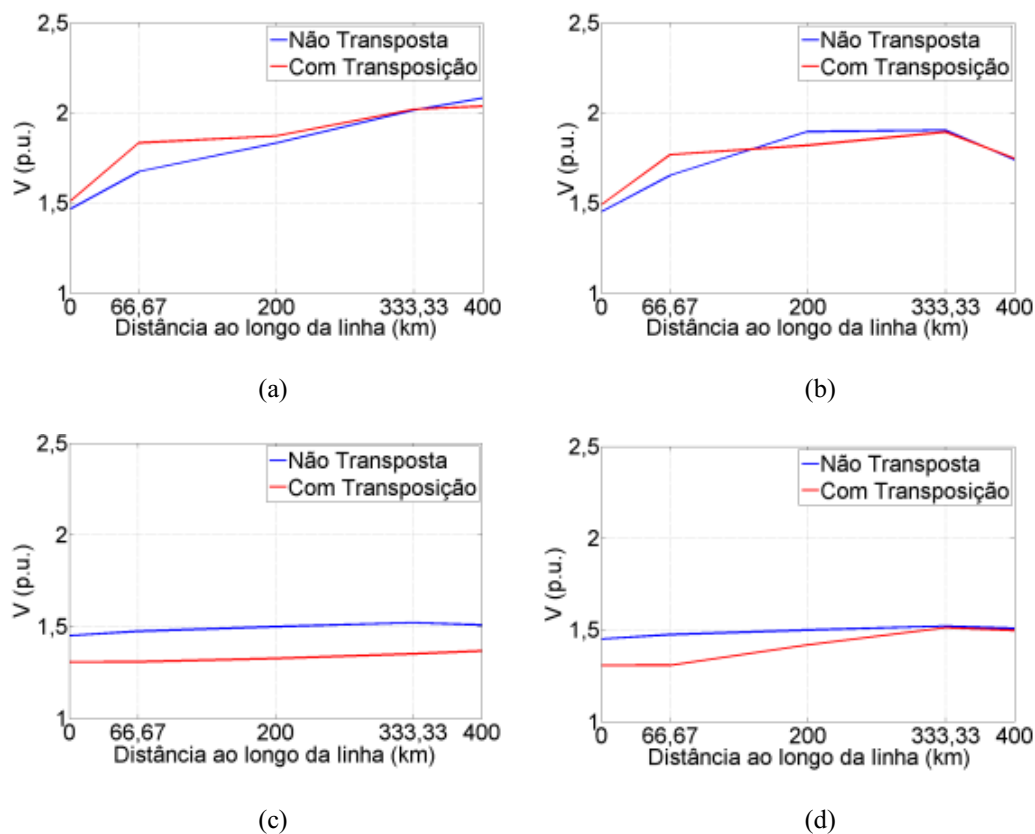 2,5
Não Transposta
Com Transposição
2
V (p.u.)
1,5
1
0 66,67 200 333,33 400
Distância ao longo da linha (km)
(a)
2,5
Não Transposta
Com Transposição
2
V (p.u.)
1,5
1
0 66,67 200 333,33 400
Distância ao longo da linha (km)
(b)
2,5
Não Transposta
Com Transposição
2
V (p.u.)
1,5
1
0 66,67 200 333,33 400
Distância ao longo da linha (km)
(c)
2,5
Não Transposta
Com Transposição
2
V (p.u.)
1,5
1
0 66,67 200 333,33 400
Distância ao longo da linha (km)
(d)